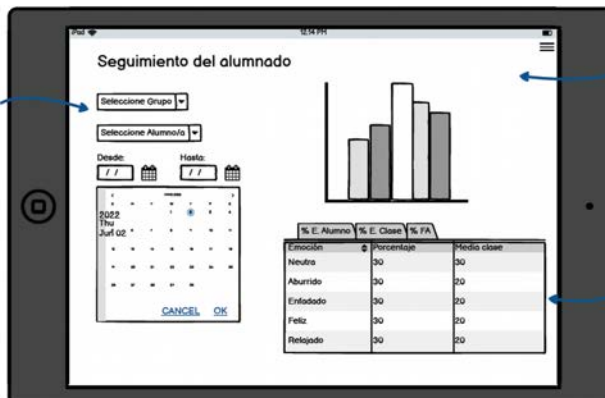 iPad
12:14 PM
Seguimiento del alumnado
Seleccione Grupo
Seleccione Alumno/a
Desde:
Hasta:
/ /
/ /
2022
Thu
Jun 02
CANCEL
OK
% E. Alumno
% E. Clase
% FA
Emoción
Porcentaje
Media clase
Neutra
30
30
Aburrido
30
20
Enfadado
30
20
Feliz
30
20
Relajado
30
20